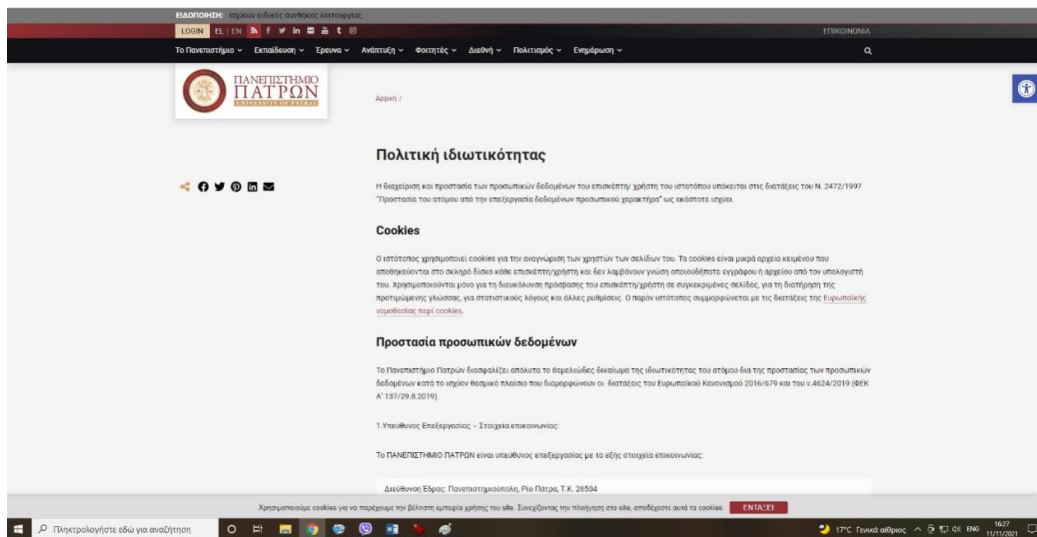 ΕΙΔΟΠΟΙΗΣΗ: Ισχύουν ειδικές συνθήκες λειτουργίας.
LOGIN EL | EN ΕΠΙΚΟΙΝΩΝΙΑ
Το Πανεπιστήμιο Εκπαίδευση Έρευνα Ανάπτυξη Φοιτητές Διεθνή Πολιτισμός Ενημέρωση
ΠΑΝΕΠΙΣΤΗΜΙΟ
ΠΑΤΡΩΝ
UNIVERSITY OF PATRAS
Αρχική /
Πολιτική ιδιωτικότητας
Η διαχείριση και προστασία των προσωπικών δεδομένων του επισκέπτη/ χρήστη του ιστοτόπου υπόκειται στις διατάξεις του Ν. 2472/1997
"Προστασία του ατόμου από την επεξεργασία δεδομένων προσωπικού χαρακτήρα" ως εκάστοτε ισχύει.
Cookies
Ο ιστότοπος χρησιμοποιεί cookies για την αναγνώριση των χρηστών των σελίδων του. Τα cookies είναι μικρά αρχεία κειμένου που
αποθηκεύονται στο σκληρό δίσκο κάθε επισκέπτη/χρήστη και δεν λαμβάνουν γνώση οποιουδήποτε εγγράφου ή αρχείου από τον υπολογιστή
του. Χρησιμοποιούνται μόνο για τη διευκόλυνση πρόσβασης του επισκέπτη/χρήστη σε συγκεκριμένες σελίδες, για τη διατήρηση της
προτιμώμενης γλώσσας, για στατιστικούς λόγους και άλλες ρυθμίσεις. Ο παρόν ιστότοπος συμμορφώνεται με τις διατάξεις της Ευρωπαϊκής
νομοθεσίας περί cookies.
Προστασία προσωπικών δεδομένων
Το Πανεπιστήμιο Πατρών διασφαλίζει απόλυτα το θεμελιώδες δικαίωμα της ιδιωτικότητας του ατόμου δια της προστασίας των προσωπικών
δεδομένων κατά το ισχύον θεσμικό πλαίσιο που διαμορφώνουν οι διατάξεις του Ευρωπαϊκού Κανονισμού 2016/679 και του ν.4624/2019 (ΦΕΚ
Α' 137/29.8.2019).
1.Υπεύθυνος Επεξεργασίας – Στοιχεία επικοινωνίας:
Το ΠΑΝΕΠΙΣΤΗΜΙΟ ΠΑΤΡΩΝ είναι υπεύθυνος επεξεργασίας με τα εξής στοιχεία επικοινωνίας:
Διεύθυνση Έδρας: Πανεπιστημιούπολη, Ρίο Πάτρα, Τ.Κ. 26504
Χρησιμοποιούμε cookies για να παρέχουμε την βέλτιστη εμπειρία χρήσης του site. Συνεχίζοντας την πλοήγηση στο site, αποδέχεστε αυτά τα cookies. ΕΝΤΑΞΕΙ
Πληκτρολογήστε εδώ για αναζήτηση 17°C Γενικά αίθριος ENG 16:27
11/11/2021